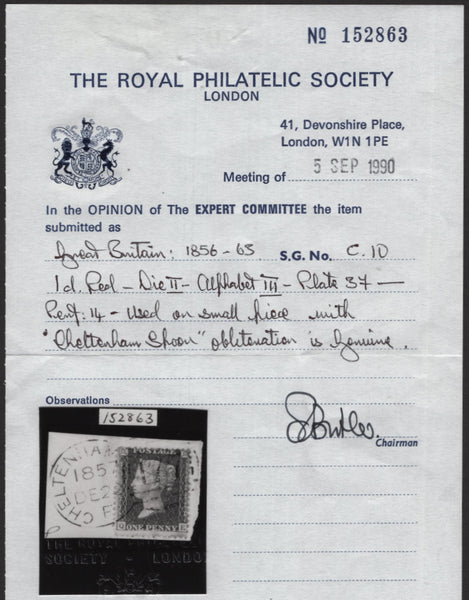 Nº 152863
THE ROYAL PHILATELIC SOCIETY
LONDON
41, Devonshire Place,
London, W1N 1PE
Meeting of 5 SEP 1990
In the OPINION of The EXPERT COMMITTEE the item
submitted as
Great Britain: 1856-65 S.G. No. C.10
1d. Red - Die II - Alphabet III - Plate 37 —
Perf: 14 - Used on small piece with
"Cheltenham Spoon" obliteration is Genuine.
Observations
Chairman
152863
CHELTENHAM
1857
DE 2
POSTAGE
ONE PENNY
THE ROYAL
SOCIETY - LONDON